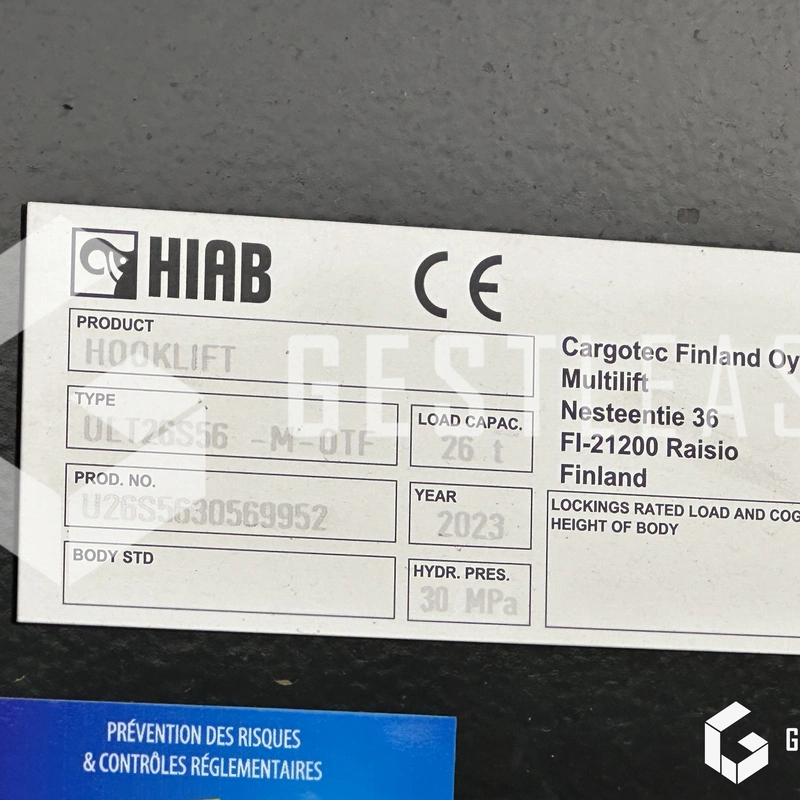 HIAB
CE
PRODUCT
HOOKLIFT
TYPE
ULT26S56 -M-OTF
LOAD CAPAC.
26 t
PROD. NO.
U26S5630569952
YEAR
2023
BODY STD
HYDR. PRES.
30 MPa
Cargotec Finland Oy
Multilift
Nesteentie 36
FI-21200 Raisio
Finland
LOCKINGS RATED LOAD AND COG
HEIGHT OF BODY
GESTLEAS
PRÉVENTION DES RISQUES
& CONTRÔLES RÉGLEMENTAIRES
G